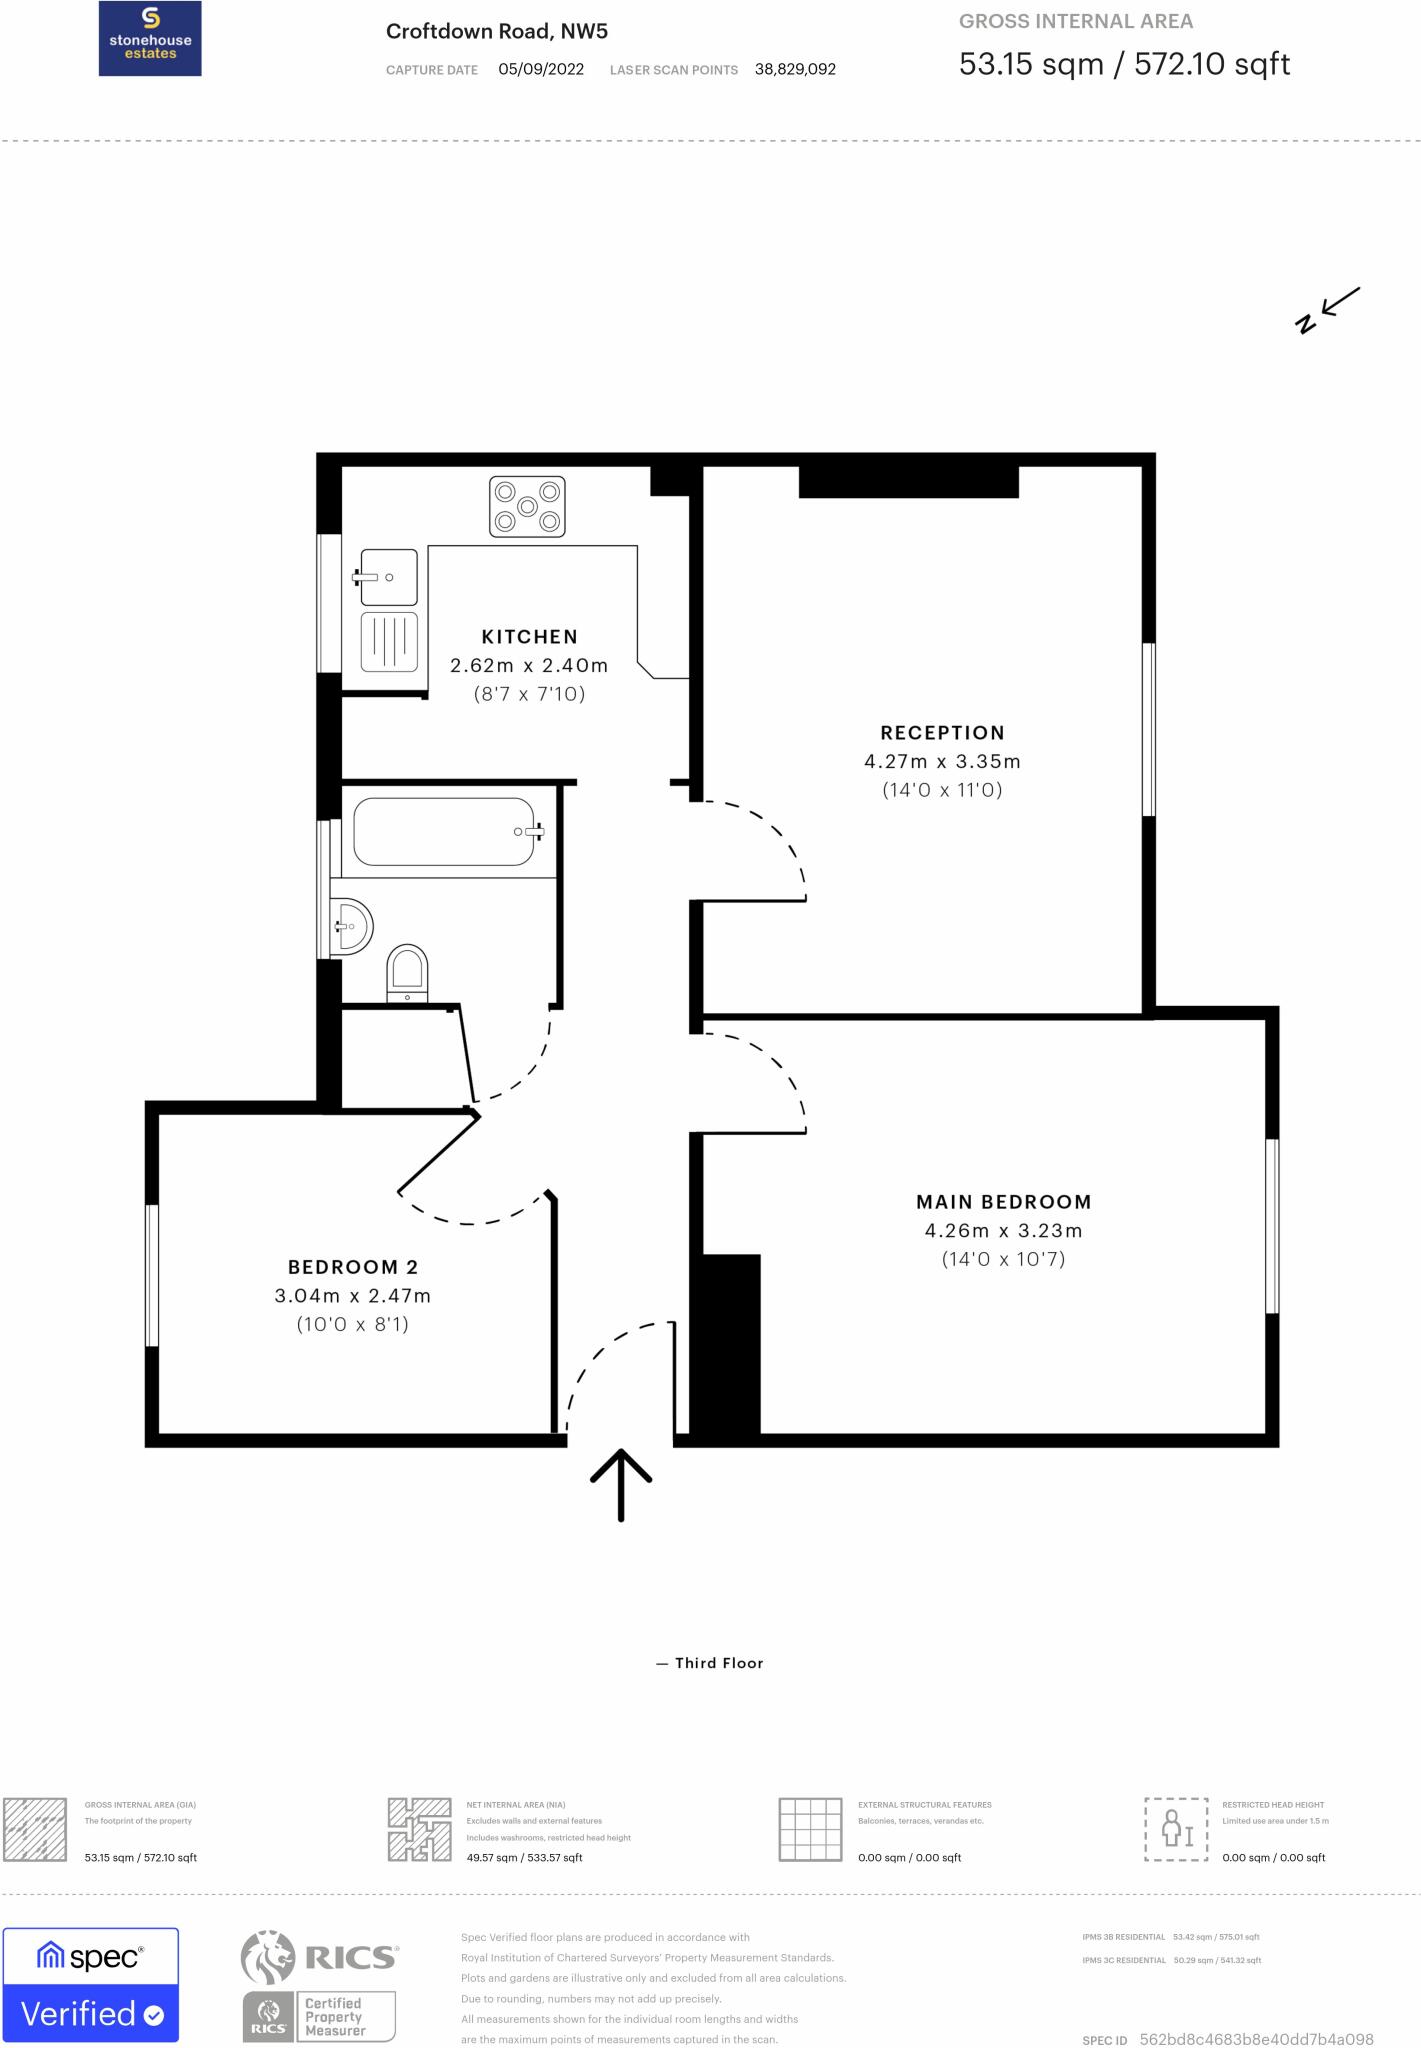 stonehouse
estates
Croftdown Road, NW5
CAPTURE DATE 05/09/2022 LASER SCAN POINTS 38,829,092
GROSS INTERNAL AREA
53.15 sqm / 572.10 sqft
N
KITCHEN
2.62m x 2.40m
(8'7 x 7'10)
RECEPTION
4.27m x 3.35m
(14'0 x 11'0)
MAIN BEDROOM
4.26m x 3.23m
(14'0 x 10'7)
BEDROOM 2
3.04m x 2.47m
(10'0 x 8'1)
— Third Floor
GROSS INTERNAL AREA (GIA)
The footprint of the property
53.15 sqm / 572.10 sqft
NET INTERNAL AREA (NIA)
Excludes walls and external features
Includes washrooms, restricted head height
49.57 sqm / 533.57 sqft
EXTERNAL STRUCTURAL FEATURES
Balconies, terraces, verandas etc.
0.00 sqm / 0.00 sqft
RESTRICTED HEAD HEIGHT
Limited use area under 1.5 m
0.00 sqm / 0.00 sqft
spec®
Verified
RICS®
RICS
Certified
Property
Measurer
Spec Verified floor plans are produced in accordance with
Royal Institution of Chartered Surveyors' Property Measurement Standards.
Plots and gardens are illustrative only and excluded from all area calculations.
Due to rounding, numbers may not add up precisely.
All measurements shown for the individual room lengths and widths
are the maximum points of measurements captured in the scan.
IPMS 3B RESIDENTIAL 53.42 sqm / 575.01 sqft
IPMS 3C RESIDENTIAL 50.29 sqm / 541.32 sqft
SPEC ID 562bd8c4683b8e40dd7b4a098